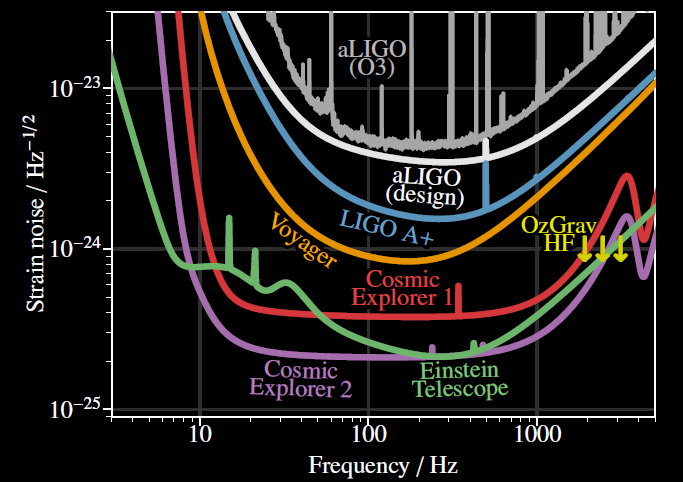 aLIGO
(O3)
10⁻²³
aLIGO
(design)
LIGO A+
Voyager
OzGrav
HF
10⁻²⁴
Cosmic
Explorer 1
Cosmic
Explorer 2
Einstein
Telescope
10⁻²⁵
Strain noise / Hz⁻¹/²
10
100
1000
Frequency / Hz